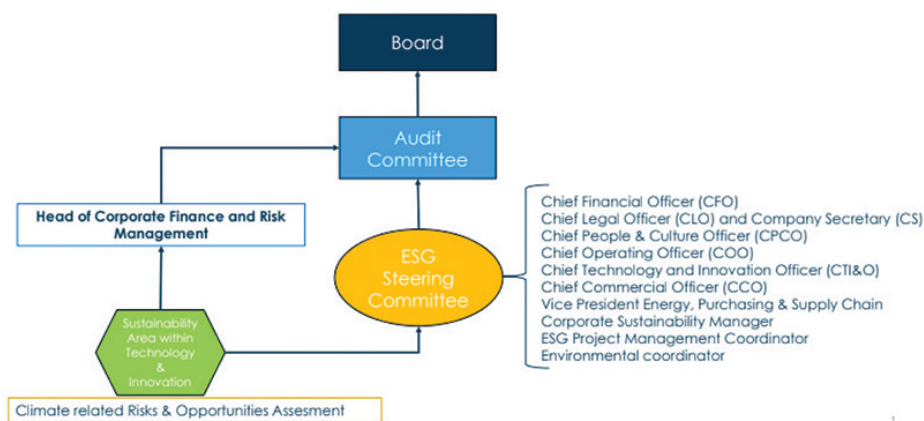 Board
Audit
Committee
Head of Corporate Finance and Risk
Management
ESG
Steering
Committee
Chief Financial Officer (CFO)
Chief Legal Officer (CLO) and Company Secretary (CS)
Chief People & Culture Officer (CPCO)
Chief Operating Officer (COO)
Chief Technology and Innovation Officer (CTI&O)
Chief Commercial Officer (CCO)
Vice President Energy, Purchasing & Supply Chain
Corporate Sustainability Manager
ESG Project Management Coordinator
Environmental coordinator
Sustainability
Area within
Technology
&
Innovation
Climate related Risks & Opportunities Assesment